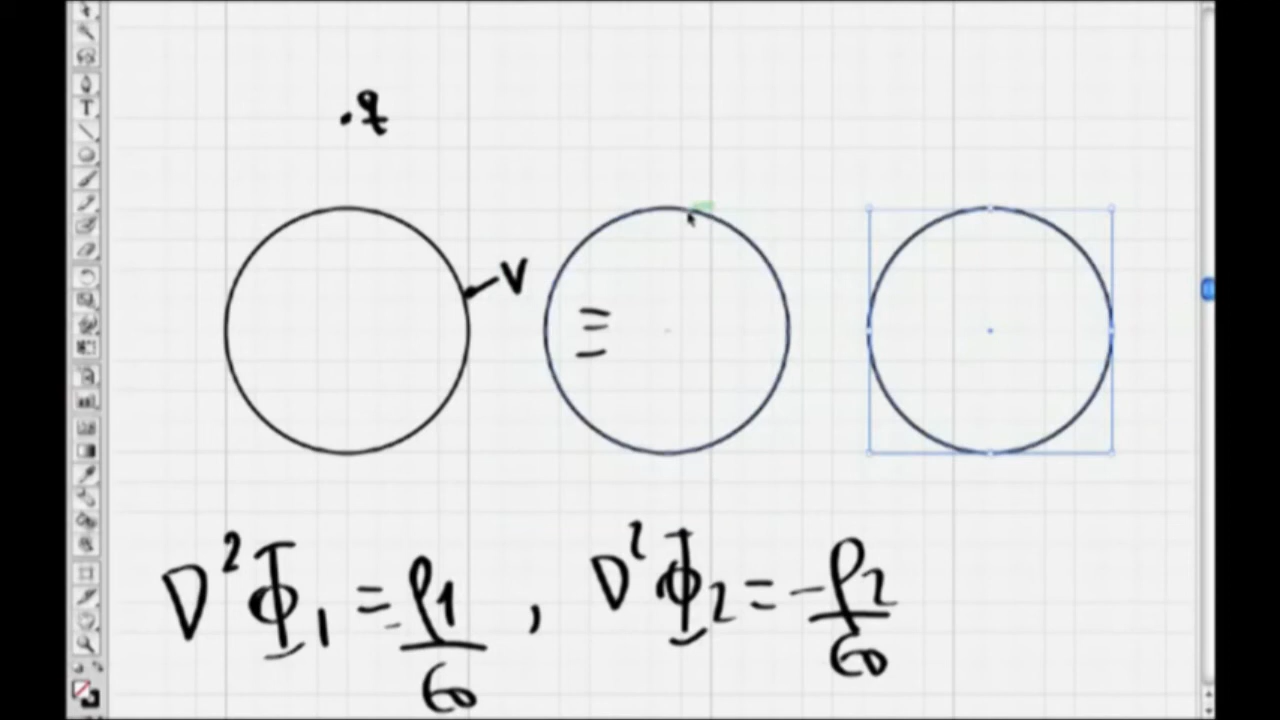 .q
V
≡
∇²Φ₁ = -ρ₁/ε₀ , ∇²Φ₂ = -ρ₂/ε₀